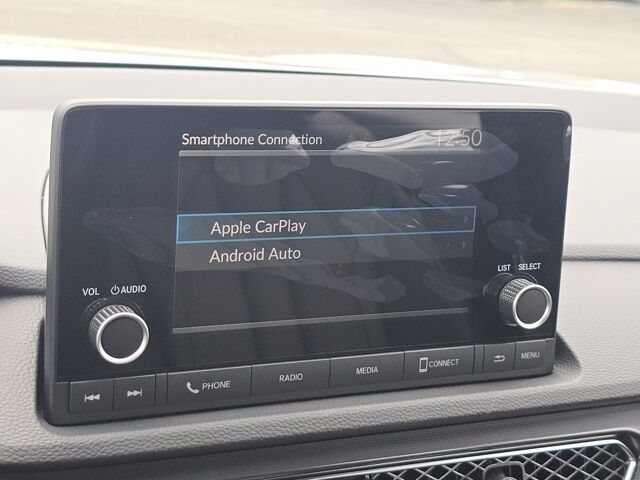 Smartphone Connection 12:50
Apple CarPlay
Android Auto
VOL AUDIO
LIST SELECT
PHONE RADIO MEDIA CONNECT MENU